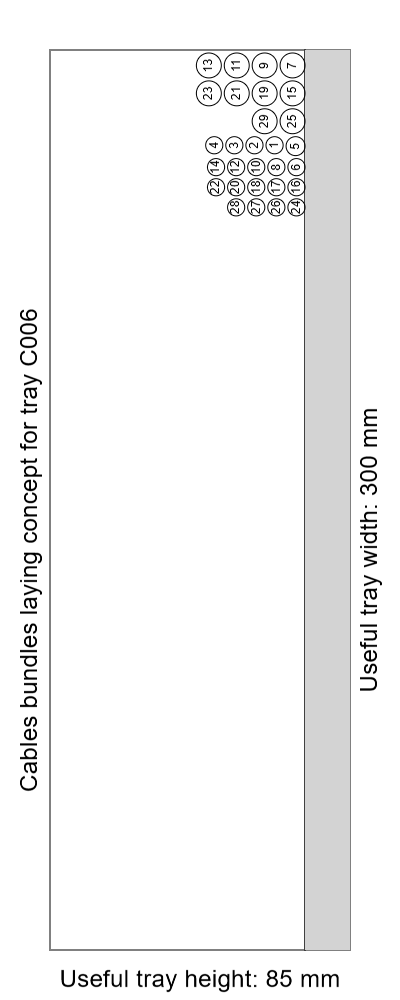 Cables bundles laying concept for tray C006
13 11 9 7
23 21 19 15
29 25
4 3 2 1 5
14 12 10 8 6
22 20 18 17 16
28 27 26 24
Useful tray width: 300 mm
Useful tray height: 85 mm